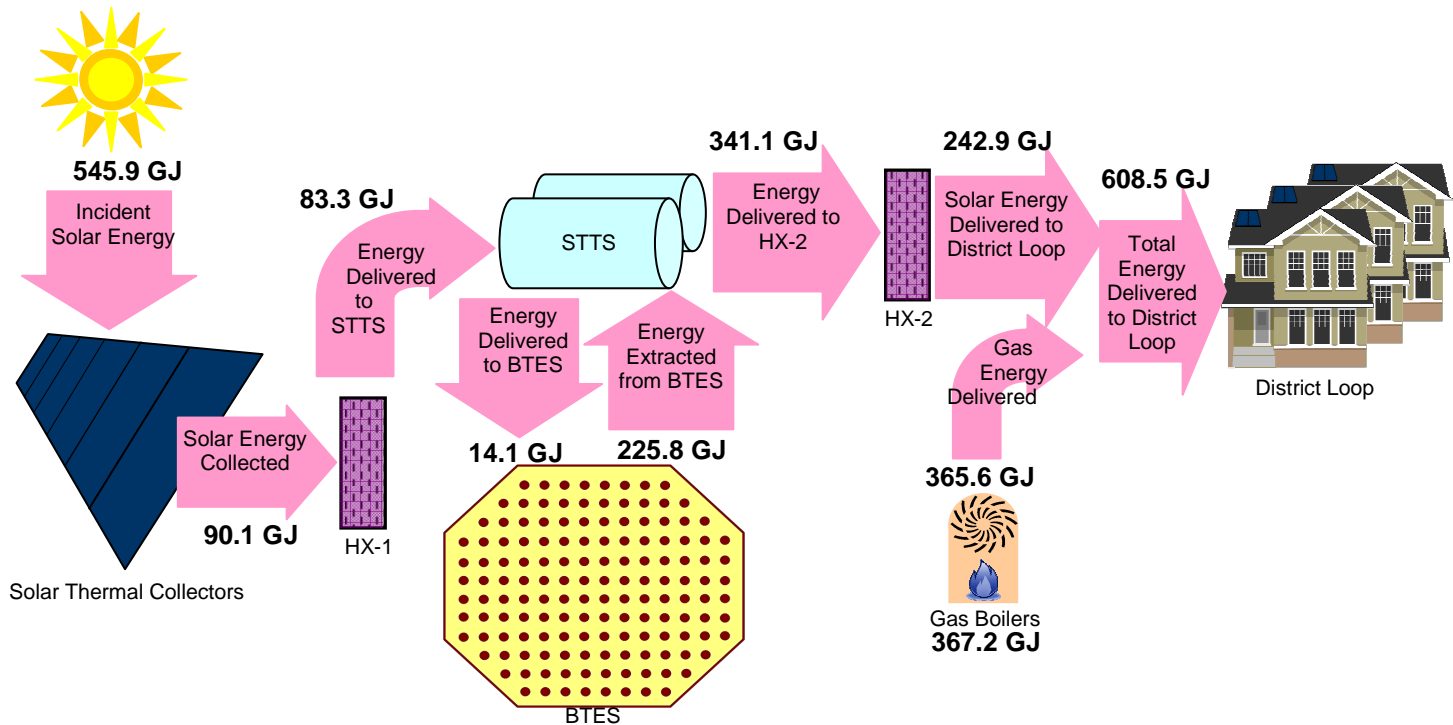 545.9 GJ
Incident
Solar Energy
Solar Thermal Collectors
Solar Energy
Collected
90.1 GJ
HX-1
83.3 GJ
Energy
Delivered
to
STTS
STTS
Energy
Delivered
to BTES
14.1 GJ
Energy
Extracted
from BTES
225.8 GJ
BTES
341.1 GJ
Energy
Delivered to
HX-2
HX-2
242.9 GJ
Solar Energy
Delivered to
District Loop
Gas
Energy
Delivered
365.6 GJ
Gas Boilers
367.2 GJ
608.5 GJ
Total
Energy
Delivered
to District
Loop
District Loop